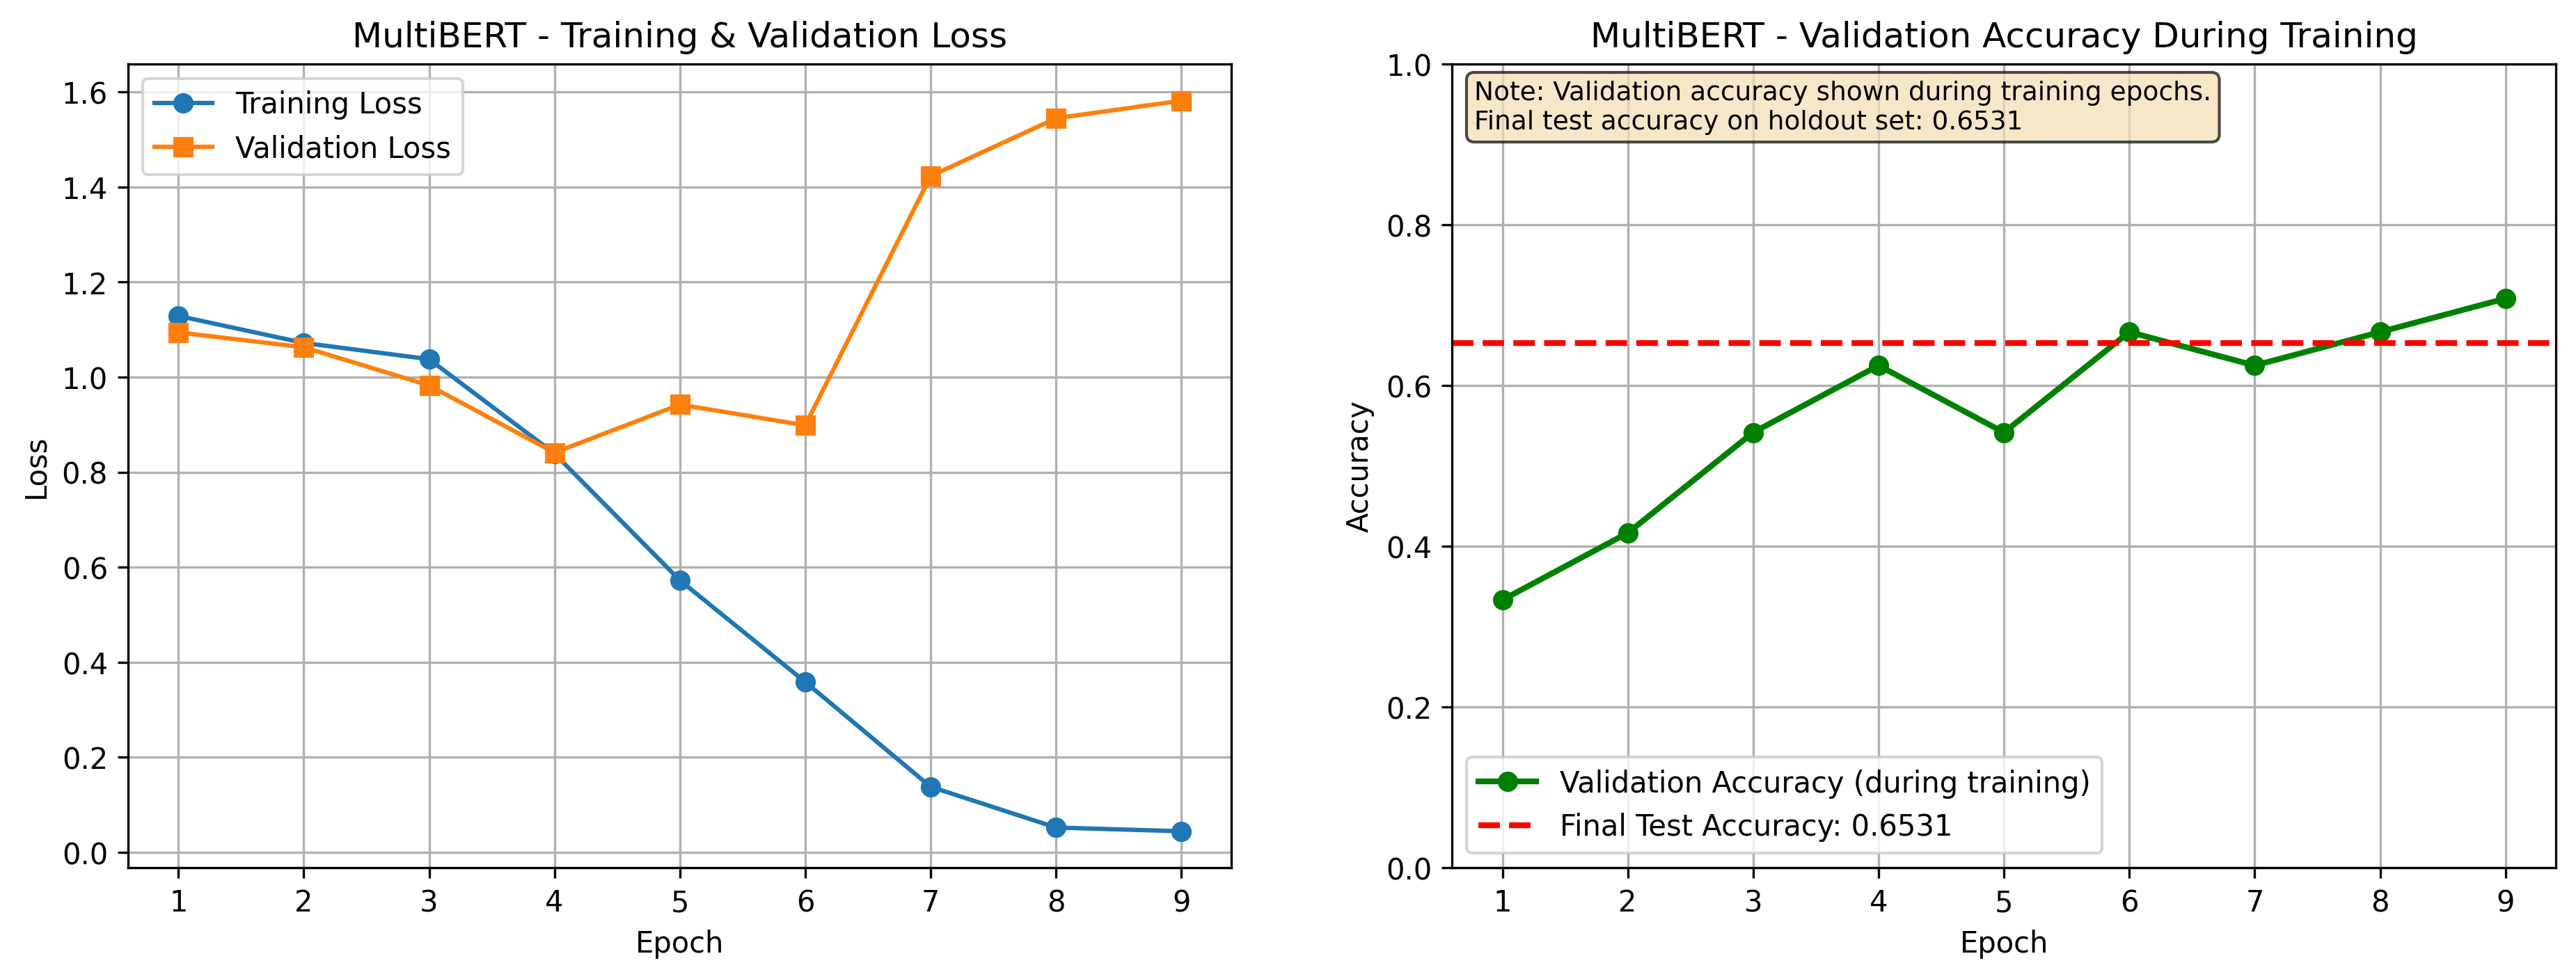 MultiBERT - Training & Validation Loss
Training Loss
Validation Loss
1.6
1.4
1.2
1.0
0.8
0.6
0.4
0.2
0.0
Loss
1 2 3 4 5 6 7 8 9
Epoch
MultiBERT - Validation Accuracy During Training
Note: Validation accuracy shown during training epochs.
Final test accuracy on holdout set: 0.6531
1.0
0.8
0.6
0.4
0.2
0.0
Accuracy
Validation Accuracy (during training)
Final Test Accuracy: 0.6531
1 2 3 4 5 6 7 8 9
Epoch